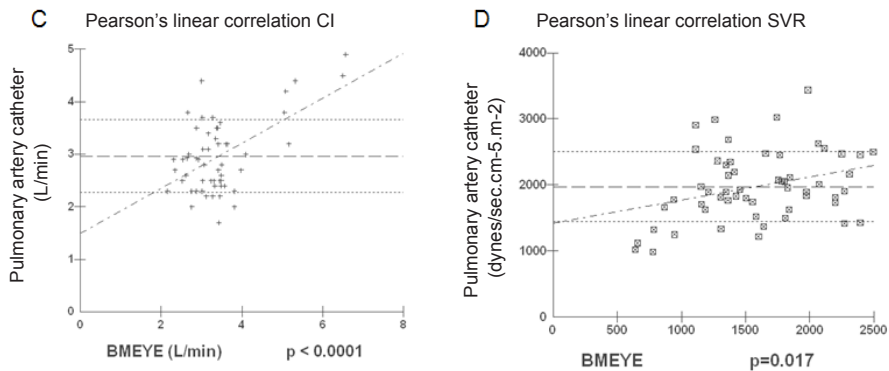 C Pearson's linear correlation CI
Pulmonary artery catheter
(L/min)
5
4
3
2
1
0
0 2 4 6 8
BMEYE (L/min) p < 0.0001
D Pearson's linear correlation SVR
Pulmonary artery catheter
(dynes/sec.cm-5.m-2)
4000
3000
2000
1000
0
0 500 1000 1500 2000 2500
BMEYE p=0.017